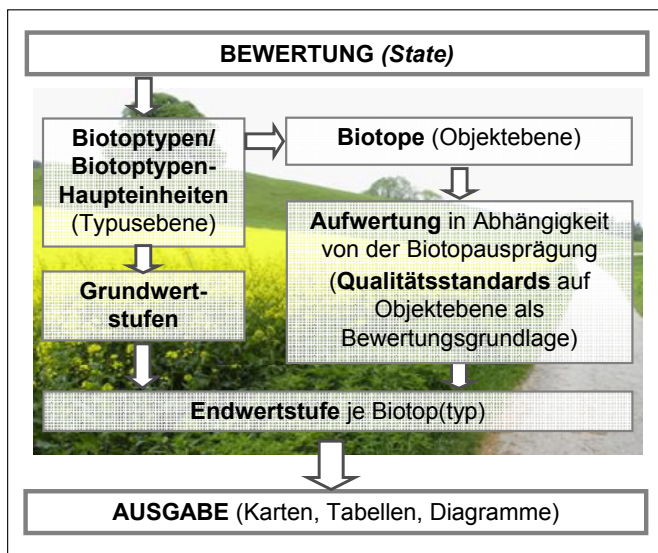 BEWERTUNG (State)
Biotoptypen/
Biotoptypen-
Haupteinheiten
(Typusebene)
Biotope (Objektebene)
Aufwertung in Abhängigkeit
von der Biotopausprägung
(Qualitätsstandards auf
Objektebene als
Bewertungsgrundlage)
Grundwert-
stufen
Endwertstufe je Biotop(typ)
AUSGABE (Karten, Tabellen, Diagramme)